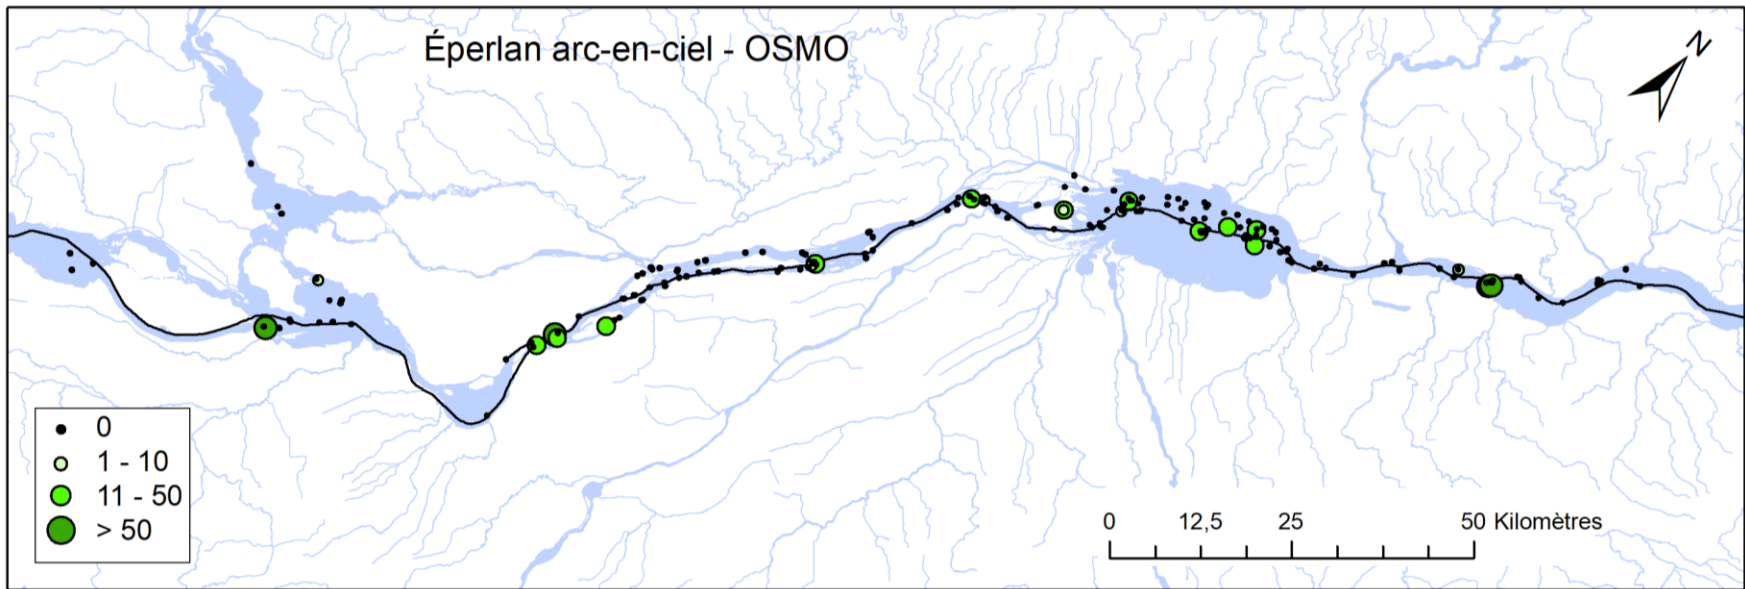 Éperlan arc-en-ciel - OSMO
N
0
1 - 10
11 - 50
> 50
0 12,5 25 50 Kilomètres